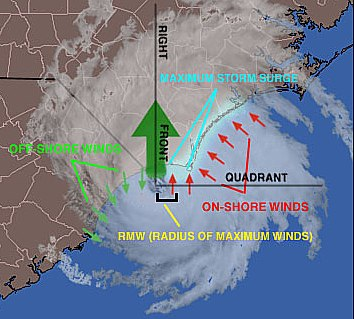 RIGHT
MAXIMUM STORM SURGE
FRONT
OFF-SHORE WINDS
QUADRANT
ON-SHORE WINDS
RMW (RADIUS OF MAXIMUM WINDS)